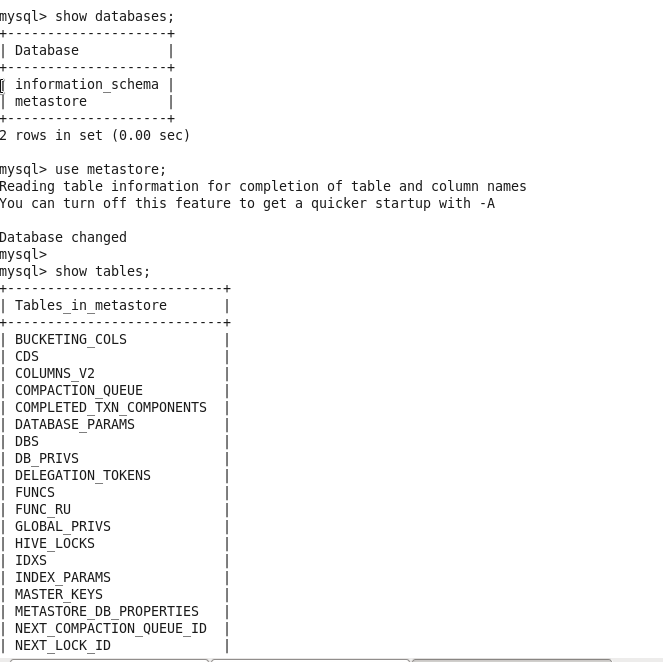 mysql> show databases;
+--------------------+
| Database           |
+--------------------+
| information_schema |
| metastore          |
+--------------------+
2 rows in set (0.00 sec)

mysql> use metastore;
Reading table information for completion of table and column names
You can turn off this feature to get a quicker startup with -A

Database changed
mysql>
mysql> show tables;
+---------------------------+
| Tables_in_metastore       |
+---------------------------+
| BUCKETING_COLS            |
| CDS                       |
| COLUMNS_V2                |
| COMPACTION_QUEUE          |
| COMPLETED_TXN_COMPONENTS  |
| DATABASE_PARAMS           |
| DBS                       |
| DB_PRIVS                  |
| DELEGATION_TOKENS         |
| FUNCS                     |
| FUNC_RU                   |
| GLOBAL_PRIVS              |
| HIVE_LOCKS                |
| IDXS                      |
| INDEX_PARAMS              |
| MASTER_KEYS               |
| METASTORE_DB_PROPERTIES   |
| NEXT_COMPACTION_QUEUE_ID  |
| NEXT_LOCK_ID              |